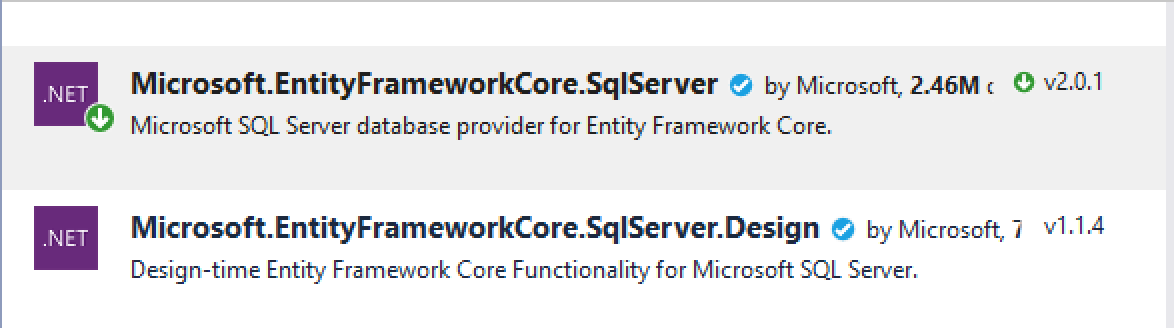 .NET Microsoft.EntityFrameworkCore.SqlServer by Microsoft, 2.46M v2.0.1
Microsoft SQL Server database provider for Entity Framework Core.
.NET Microsoft.EntityFrameworkCore.SqlServer.Design by Microsoft, 7 v1.1.4
Design-time Entity Framework Core Functionality for Microsoft SQL Server.